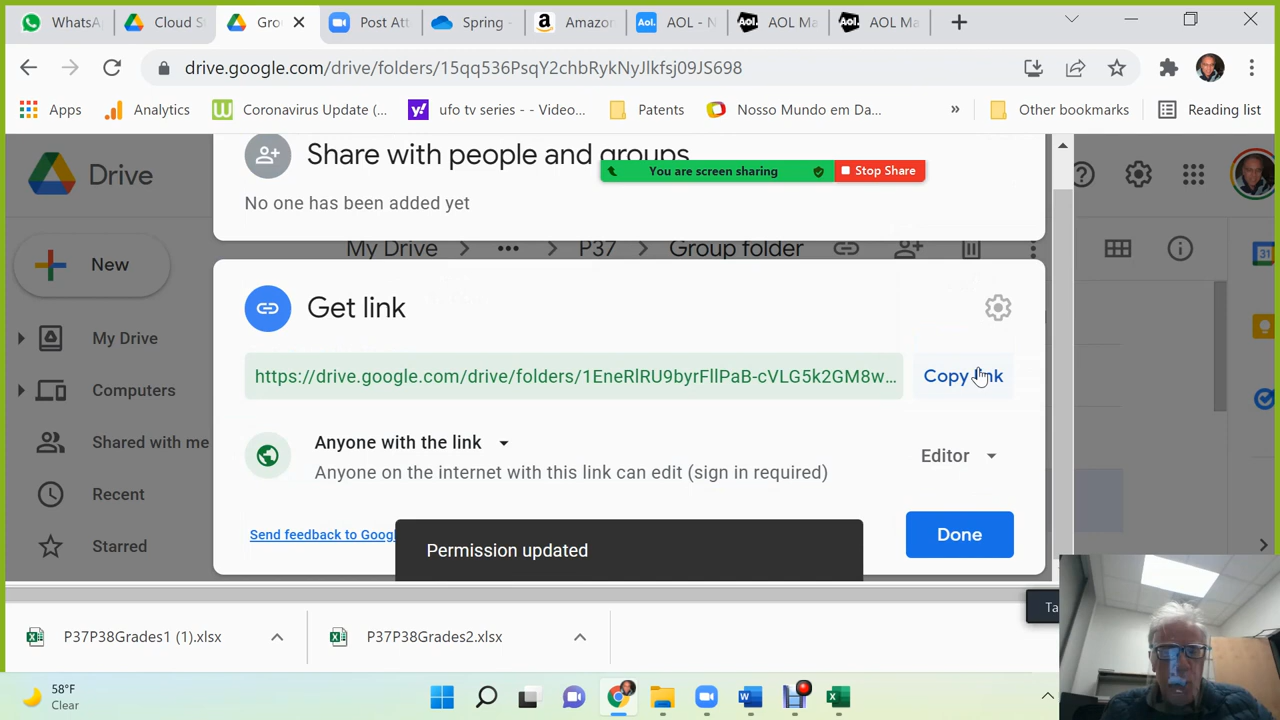 WhatsA
Cloud S
Gro
Post Att
Spring -
Amazo
AOL - N
AOL Ma
AOL Ma
drive.google.com/drive/folders/15qq536PsqY2chbRykNyJlkfsj09JS698
Apps
Analytics
Coronavirus Update (...
ufo tv series - - Video...
Patents
Nosso Mundo em Da...
»
Other bookmarks
Reading list
Drive
Share with people and groups
You are screen sharing
Stop Share
No one has been added yet
My Drive
P37
Group folder
New
Get link
My Drive
https://drive.google.com/drive/folders/1EneRlRU9byrFllPaB-cVLG5k2GM8w...
Copy link
Computers
Shared with me
Anyone with the link
Anyone on the internet with this link can edit (sign in required)
Editor
Recent
Send feedback to Goog
Permission updated
Done
Starred
Ta
P37P38Grades1 (1).xlsx
P37P38Grades2.xlsx
58°F
Clear